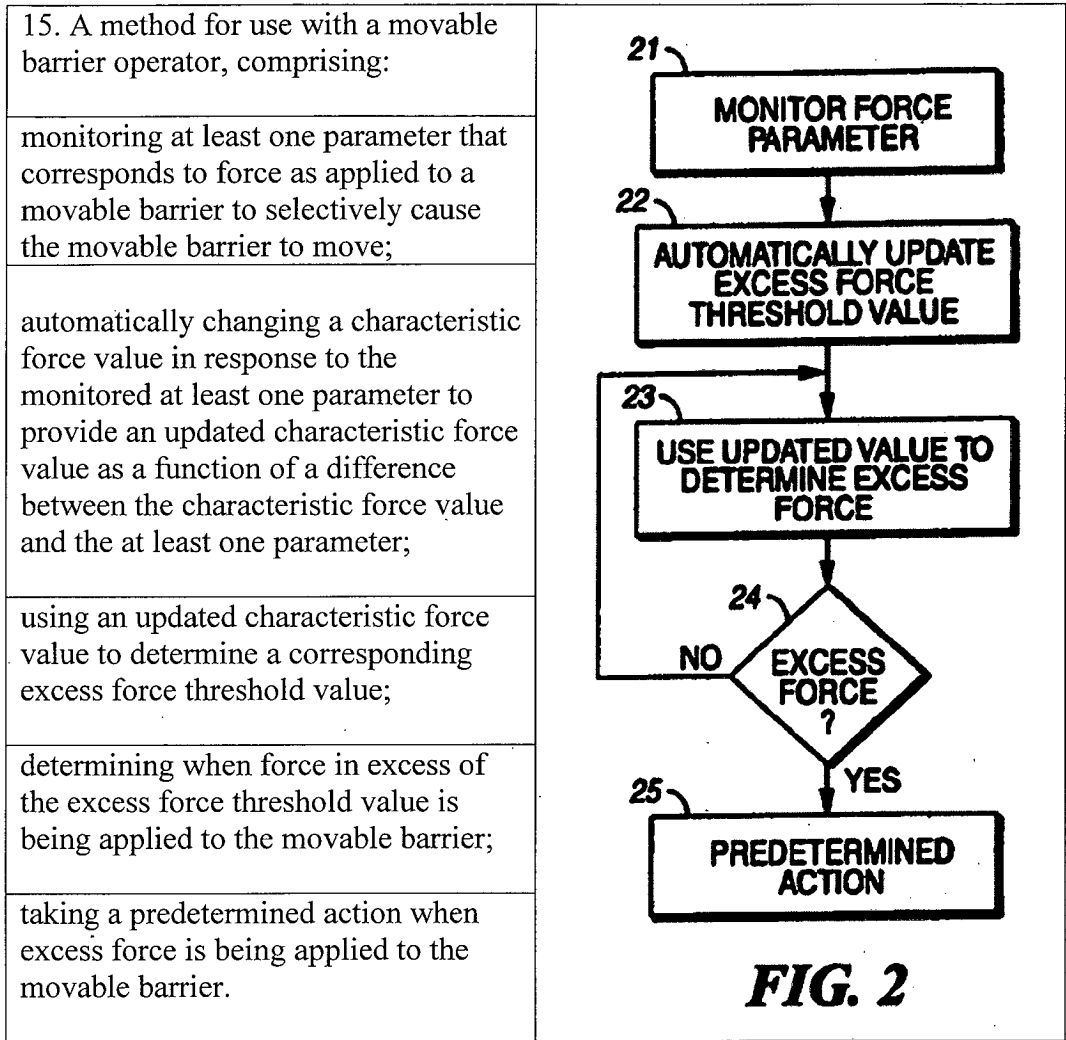 15. A method for use with a movable
barrier operator, comprising:
monitoring at least one parameter that
corresponds to force as applied to a
movable barrier to selectively cause
the movable barrier to move;
automatically changing a characteristic
force value in response to the
monitored at least one parameter to
provide an updated characteristic force
value as a function of a difference
between the characteristic force value
and the at least one parameter;
using an updated characteristic force
value to determine a corresponding
excess force threshold value;
determining when force in excess of
the excess force threshold value is
being applied to the movable barrier;
taking a predetermined action when
excess force is being applied to the
movable barrier.
21
MONITOR FORCE
PARAMETER
22
AUTOMATICALLY UPDATE
EXCESS FORCE
THRESHOLD VALUE
23
USE UPDATED VALUE TO
DETERMINE EXCESS
FORCE
24
NO
EXCESS
FORCE
?
YES
25
PREDETERMINED
ACTION
FIG. 2